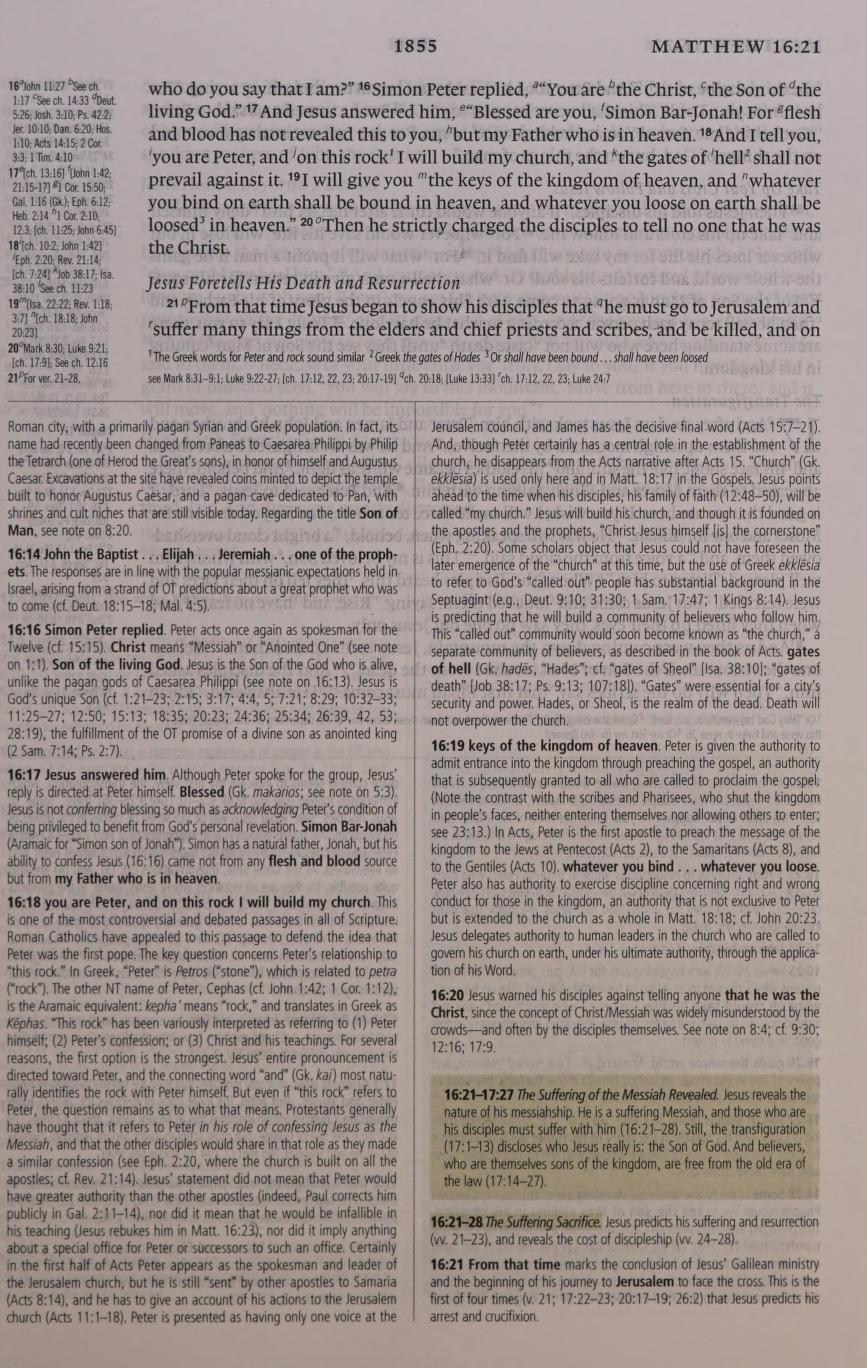 1855 MATTHEW 16:21
16ᵃJohn 11:27 ᵇSee ch.
1:17 ᶜSee ch. 14:33 ᵈDeut.
5:26; Josh. 3:10; Ps. 42:2;
Jer. 10:10; Dan. 6:20; Hos.
1:10; Acts 14:15; 2 Cor.
3:3; 1 Tim. 4:10
17ᵉ[ch. 13:16] ᶠ[John 1:42;
21:15-17] ᵍ1 Cor. 15:50;
Gal. 1:16 (Gk.); Eph. 6:12;
Heb. 2:14 ʰ1 Cor. 2:10;
12:3; [ch. 11:25; John 6:45]
18ⁱ[ch. 10:2; John 1:42]
ʲEph. 2:20; Rev. 21:14;
[ch. 7:24] ᵏJob 38:17; Isa.
38:10 ˡSee ch. 11:23
19ᵐ[Isa. 22:22; Rev. 1:18;
3:7] ⁿ[ch. 18:18; John
20:23]
20ᵒMark 8:30; Luke 9:21;
[ch. 17:9]; See ch. 12:16
21ᵖFor ver. 21-28,
who do you say that I am?” ¹⁶Simon Peter replied, ᵃ“You are ᵇthe Christ, ᶜthe Son of ᵈthe
living God.” ¹⁷And Jesus answered him, ᵉ“Blessed are you, ᶠSimon Bar-Jonah! For ᵍflesh
and blood has not revealed this to you, ʰbut my Father who is in heaven. ¹⁸And I tell you,
ⁱyou are Peter, and ʲon this rock¹ I will build my church, and ᵏthe gates of ˡhell² shall not
prevail against it. ¹⁹I will give you ᵐthe keys of the kingdom of heaven, and ⁿwhatever
you bind on earth shall be bound in heaven, and whatever you loose on earth shall be
loosed³ in heaven.” ²⁰ᵒThen he strictly charged the disciples to tell no one that he was
the Christ.
Jesus Foretells His Death and Resurrection
²¹ᵖFrom that time Jesus began to show his disciples that ᑫhe must go to Jerusalem and
ʳsuffer many things from the elders and chief priests and scribes, and be killed, and on
¹The Greek words for Peter and rock sound similar ²Greek the gates of Hades ³Or shall have been bound . . . shall have been loosed
see Mark 8:31–9:1; Luke 9:22-27; [ch. 17:12, 22, 23; 20:17-19] ᑫch. 20:18; [Luke 13:33] ʳch. 17:12, 22, 23; Luke 24:7
Roman city, with a primarily pagan Syrian and Greek population. In fact, its
name had recently been changed from Paneas to Caesarea Philippi by Philip
the Tetrarch (one of Herod the Great's sons), in honor of himself and Augustus
Caesar. Excavations at the site have revealed coins minted to depict the temple
built to honor Augustus Caesar, and a pagan cave dedicated to Pan, with
shrines and cult niches that are still visible today. Regarding the title Son of
Man, see note on 8:20.
16:14 John the Baptist . . . Elijah . . . Jeremiah . . . one of the proph-
ets. The responses are in line with the popular messianic expectations held in
Israel, arising from a strand of OT predictions about a great prophet who was
to come (cf. Deut. 18:15–18; Mal. 4:5).
16:16 Simon Peter replied. Peter acts once again as spokesman for the
Twelve (cf. 15:15). Christ means “Messiah” or “Anointed One” (see note
on 1:1). Son of the living God. Jesus is the Son of the God who is alive,
unlike the pagan gods of Caesarea Philippi (see note on 16:13). Jesus is
God's unique Son (cf. 1:21–23; 2:15; 3:17; 4:4, 5; 7:21; 8:29; 10:32–33;
11:25–27; 12:50; 15:13; 18:35; 20:23; 24:36; 25:34; 26:39, 42, 53;
28:19), the fulfillment of the OT promise of a divine son as anointed king
(2 Sam. 7:14; Ps. 2:7).
16:17 Jesus answered him. Although Peter spoke for the group, Jesus'
reply is directed at Peter himself. Blessed (Gk. makarios; see note on 5:3).
Jesus is not conferring blessing so much as acknowledging Peter's condition of
being privileged to benefit from God's personal revelation. Simon Bar-Jonah
(Aramaic for “Simon son of Jonah”). Simon has a natural father, Jonah, but his
ability to confess Jesus (16:16) came not from any flesh and blood source
but from my Father who is in heaven.
16:18 you are Peter, and on this rock I will build my church. This
is one of the most controversial and debated passages in all of Scripture.
Roman Catholics have appealed to this passage to defend the idea that
Peter was the first pope. The key question concerns Peter's relationship to
“this rock.” In Greek, “Peter” is Petros (“stone”), which is related to petra
(“rock”). The other NT name of Peter, Cephas (cf. John 1:42; 1 Cor. 1:12),
is the Aramaic equivalent: kepha' means “rock,” and translates in Greek as
Kēphas. “This rock” has been variously interpreted as referring to (1) Peter
himself; (2) Peter's confession; or (3) Christ and his teachings. For several
reasons, the first option is the strongest. Jesus' entire pronouncement is
directed toward Peter, and the connecting word “and” (Gk. kai) most natu-
rally identifies the rock with Peter himself. But even if “this rock” refers to
Peter, the question remains as to what that means. Protestants generally
have thought that it refers to Peter in his role of confessing Jesus as the
Messiah, and that the other disciples would share in that role as they made
a similar confession (see Eph. 2:20, where the church is built on all the
apostles; cf. Rev. 21:14). Jesus' statement did not mean that Peter would
have greater authority than the other apostles (indeed, Paul corrects him
publicly in Gal. 2:11–14), nor did it mean that he would be infallible in
his teaching (Jesus rebukes him in Matt. 16:23), nor did it imply anything
about a special office for Peter or successors to such an office. Certainly
in the first half of Acts Peter appears as the spokesman and leader of
the Jerusalem church, but he is still “sent” by other apostles to Samaria
(Acts 8:14), and he has to give an account of his actions to the Jerusalem
church (Acts 11:1–18). Peter is presented as having only one voice at the
Jerusalem council, and James has the decisive final word (Acts 15:7–21).
And, though Peter certainly has a central role in the establishment of the
church, he disappears from the Acts narrative after Acts 15. “Church” (Gk.
ekklēsia) is used only here and in Matt. 18:17 in the Gospels. Jesus points
ahead to the time when his disciples, his family of faith (12:48–50), will be
called “my church.” Jesus will build his church, and though it is founded on
the apostles and the prophets, “Christ Jesus himself [is] the cornerstone”
(Eph. 2:20). Some scholars object that Jesus could not have foreseen the
later emergence of the “church” at this time, but the use of Greek ekklēsia
to refer to God's “called out” people has substantial background in the
Septuagint (e.g., Deut. 9:10; 31:30; 1 Sam. 17:47; 1 Kings 8:14). Jesus
is predicting that he will build a community of believers who follow him.
This “called out” community would soon become known as “the church,” a
separate community of believers, as described in the book of Acts. gates
of hell (Gk. hadēs, “Hades”; cf. “gates of Sheol” [Isa. 38:10]; “gates of
death” [Job 38:17; Ps. 9:13; 107:18]). “Gates” were essential for a city's
security and power. Hades, or Sheol, is the realm of the dead. Death will
not overpower the church.
16:19 keys of the kingdom of heaven. Peter is given the authority to
admit entrance into the kingdom through preaching the gospel, an authority
that is subsequently granted to all who are called to proclaim the gospel.
(Note the contrast with the scribes and Pharisees, who shut the kingdom
in people's faces, neither entering themselves nor allowing others to enter;
see 23:13.) In Acts, Peter is the first apostle to preach the message of the
kingdom to the Jews at Pentecost (Acts 2), to the Samaritans (Acts 8), and
to the Gentiles (Acts 10). whatever you bind . . . whatever you loose.
Peter also has authority to exercise discipline concerning right and wrong
conduct for those in the kingdom, an authority that is not exclusive to Peter
but is extended to the church as a whole in Matt. 18:18; cf. John 20:23.
Jesus delegates authority to human leaders in the church who are called to
govern his church on earth, under his ultimate authority, through the applica-
tion of his Word.
16:20 Jesus warned his disciples against telling anyone that he was the
Christ, since the concept of Christ/Messiah was widely misunderstood by the
crowds—and often by the disciples themselves. See note on 8:4; cf. 9:30;
12:16; 17:9.
16:21–17:27 The Suffering of the Messiah Revealed. Jesus reveals the
nature of his messiahship. He is a suffering Messiah, and those who are
his disciples must suffer with him (16:21–28). Still, the transfiguration
(17:1–13) discloses who Jesus really is: the Son of God. And believers,
who are themselves sons of the kingdom, are free from the old era of
the law (17:14–27).
16:21–28 The Suffering Sacrifice. Jesus predicts his suffering and resurrection
(vv. 21–23), and reveals the cost of discipleship (vv. 24–28).
16:21 From that time marks the conclusion of Jesus' Galilean ministry
and the beginning of his journey to Jerusalem to face the cross. This is the
first of four times (v. 21; 17:22–23; 20:17–19; 26:2) that Jesus predicts his
arrest and crucifixion.